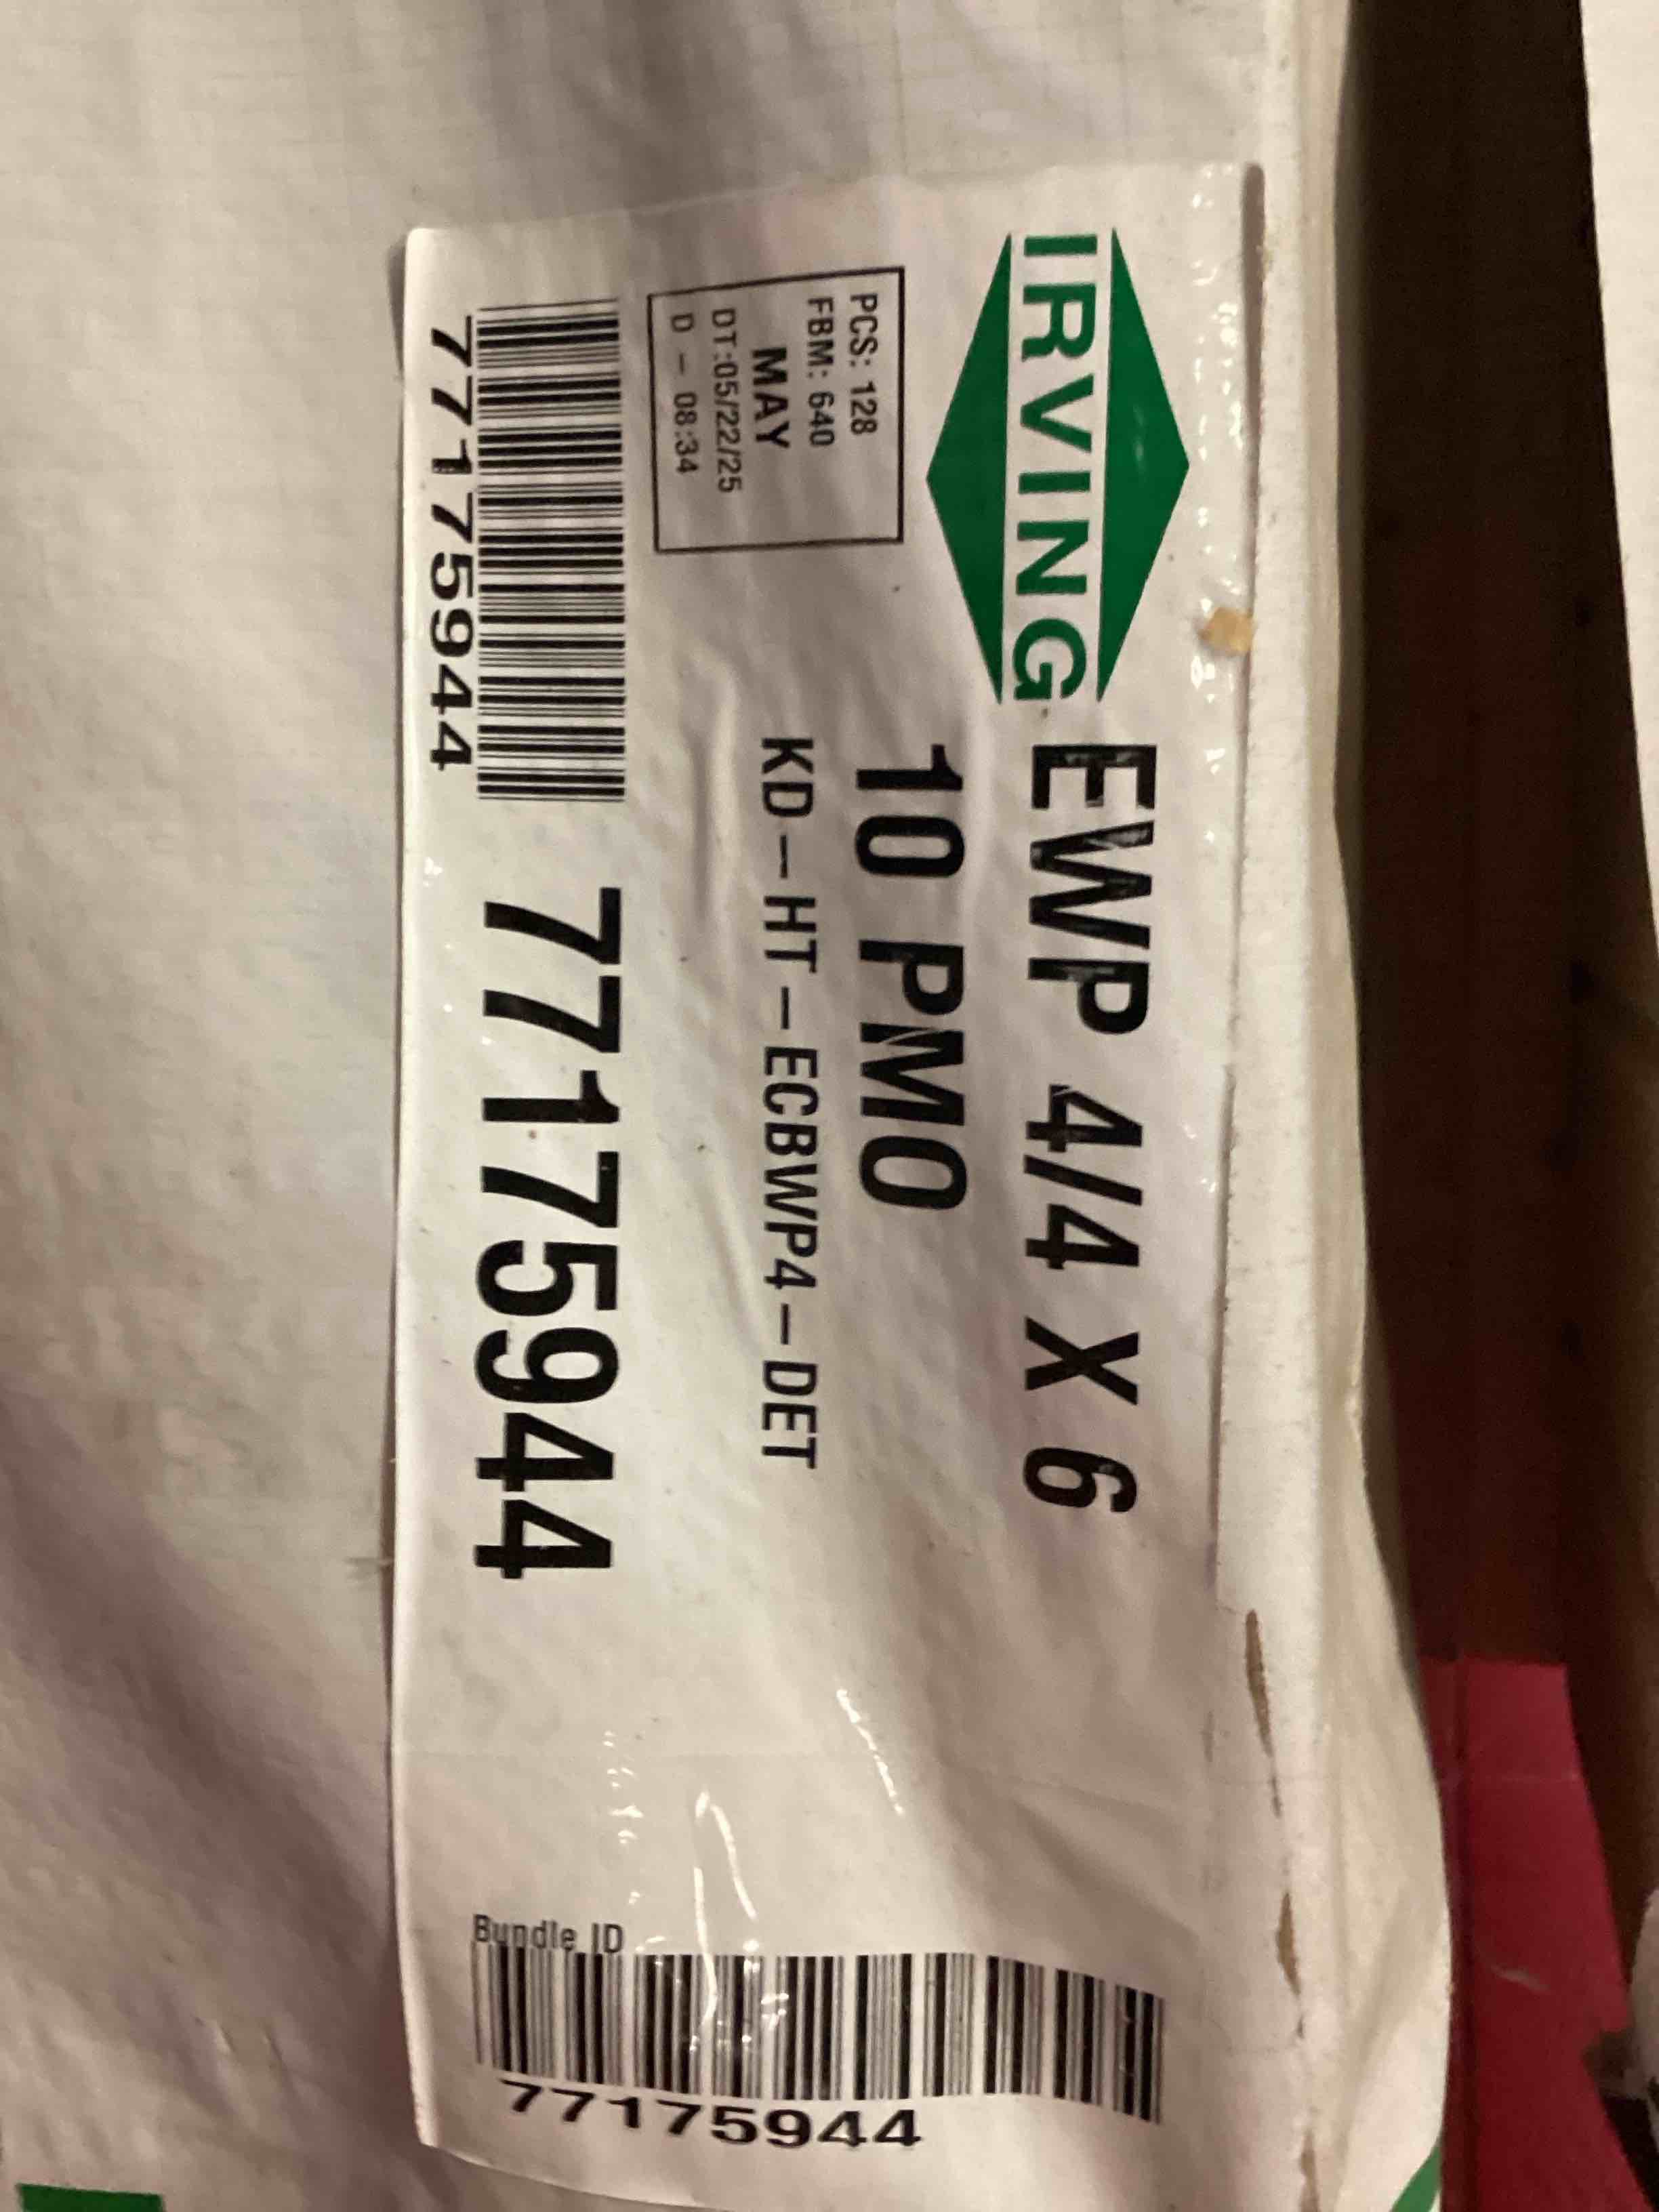 IRVING
EWP 4/4 X 6
10 PMO
PCS: 128
FBM: 640
MAY
DT:05/22/25
D - 08:34
KD-HT-ECBWP4-DET
77175944
77175944
Bundle ID
77175944